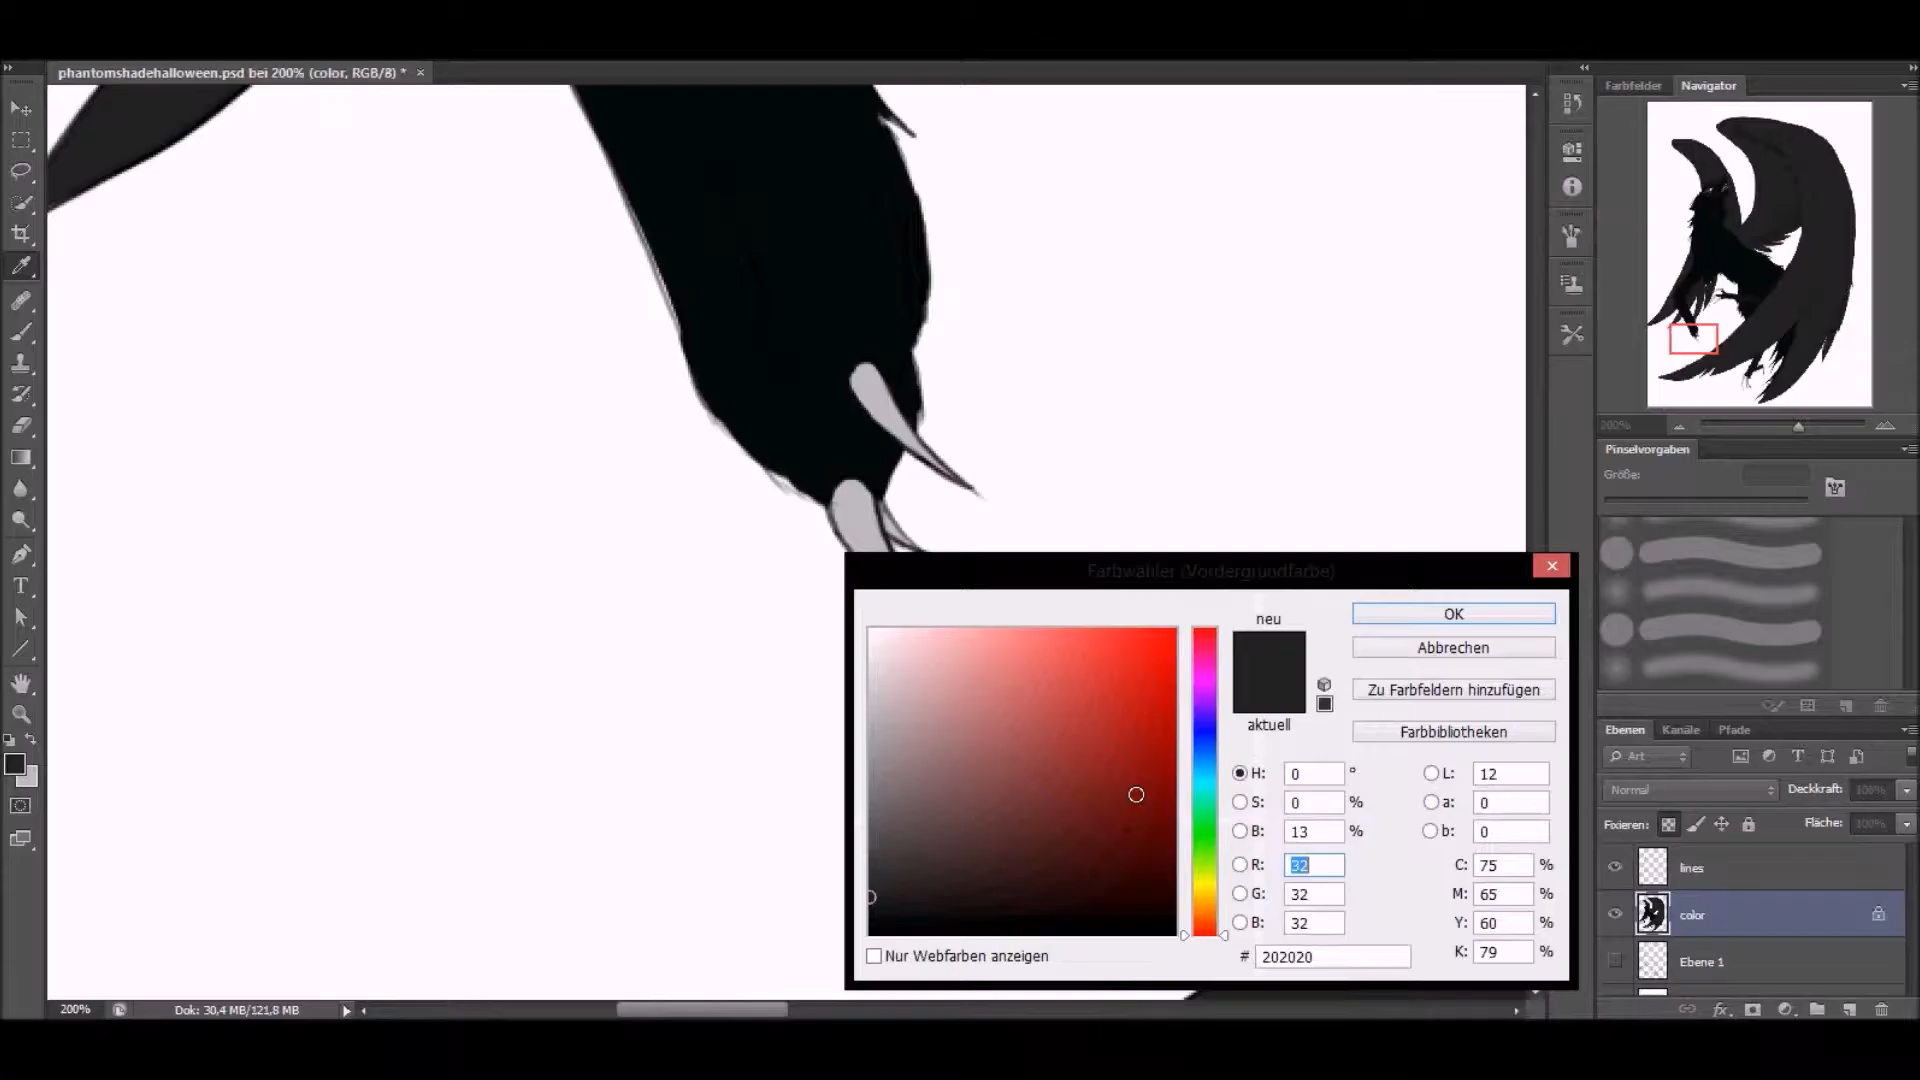 phantomshadehalloween.psd bei 200% (color, RGB/8) * ×
Farbfelder Navigator
200%
Pinselvorgaben
Größe:
Farbwähler (Vordergrundfarbe)
neu
aktuell
OK
Abbrechen
Zu Farbfeldern hinzufügen
Farbbibliotheken
H: 0 °
S: 0 %
B: 13 %
R: 32
G: 32
B: 32
L: 12
a: 0
b: 0
C: 75 %
M: 65 %
Y: 60 %
K: 79 %
# 202020
Nur Webfarben anzeigen
Ebenen Kanäle Pfade
Art
Normal Deckkraft: 100%
Fixieren: Fläche: 100%
lines
color
Ebene 1
200% Dok: 30,4 MB/121,8 MB